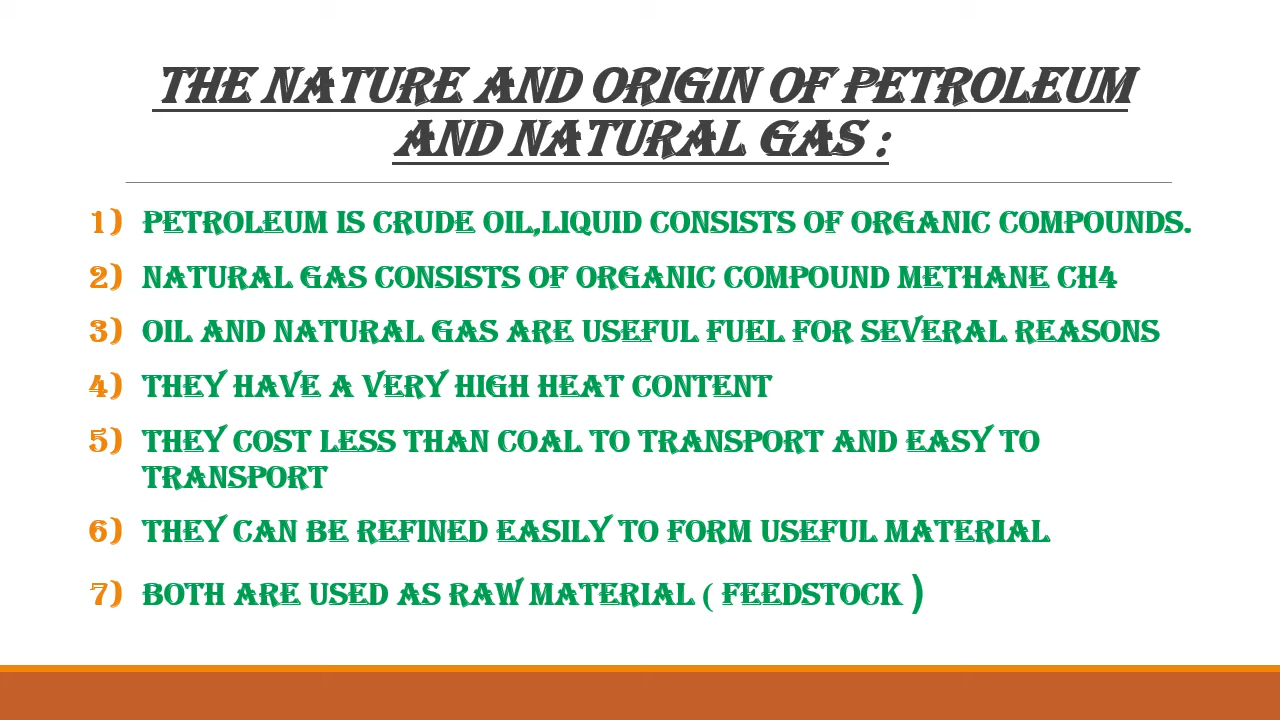 THE NATURE AND ORIGIN OF PETROLEUM
AND NATURAL GAS :
1) PETROLEUM IS CRUDE OIL,LIQUID CONSISTS OF ORGANIC COMPOUNDS.
2) NATURAL GAS CONSISTS OF ORGANIC COMPOUND METHANE CH4
3) OIL AND NATURAL GAS ARE USEFUL FUEL FOR SEVERAL REASONS
4) THEY HAVE A VERY HIGH HEAT CONTENT
5) THEY COST LESS THAN COAL TO TRANSPORT AND EASY TO
TRANSPORT
6) THEY CAN BE REFINED EASILY TO FORM USEFUL MATERIAL
7) BOTH ARE USED AS RAW MATERIAL ( FEEDSTOCK )